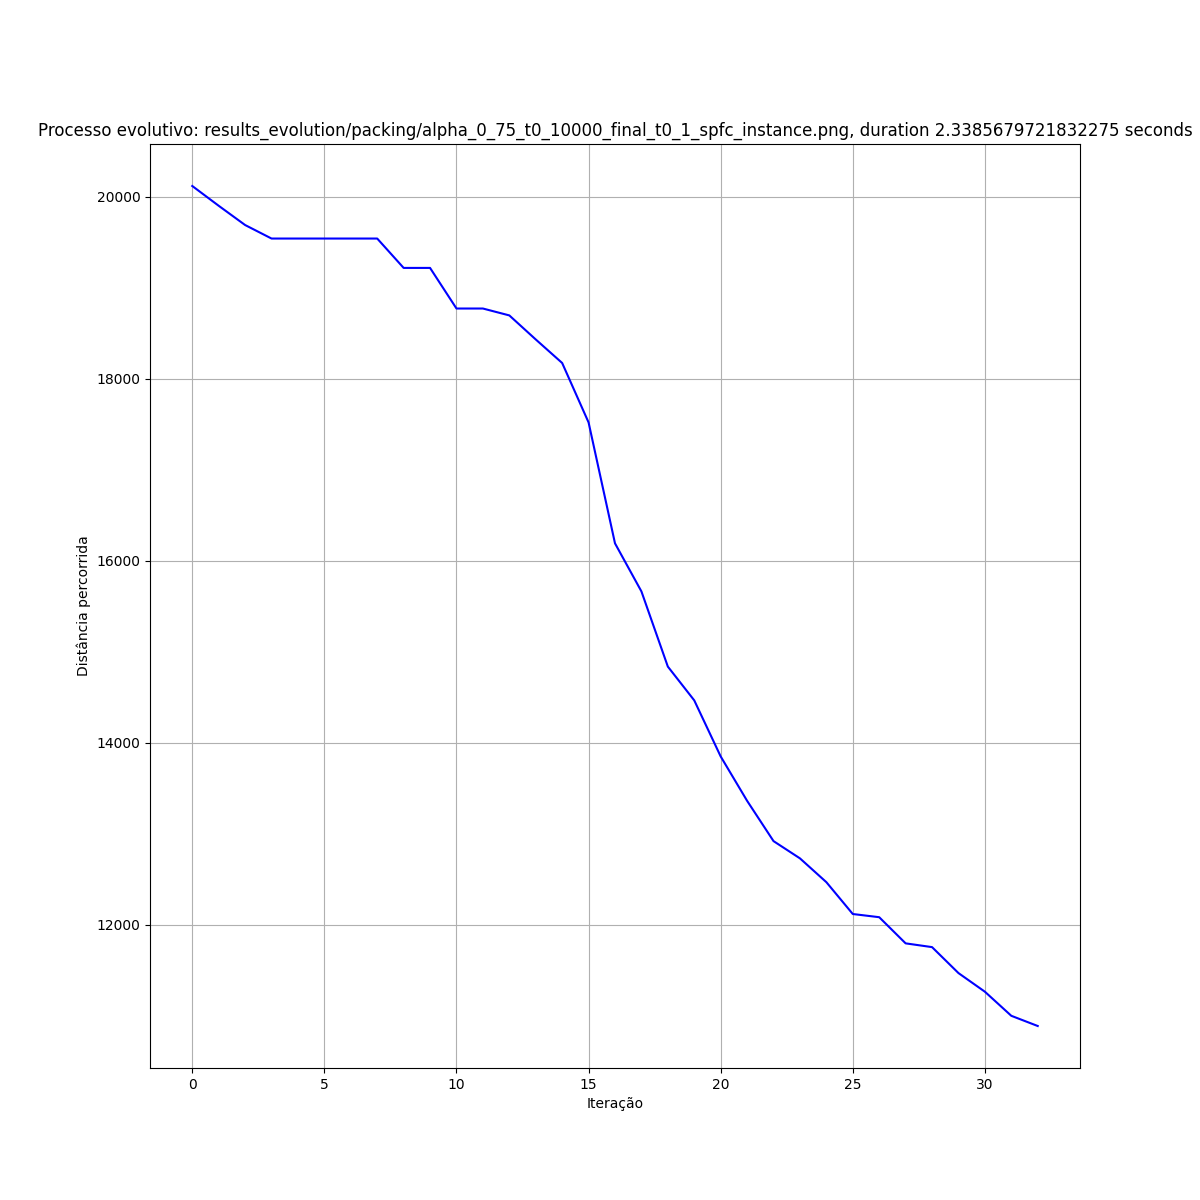 Processo evolutivo: results_evolution/packing/alpha_0_75_t0_10000_final_t0_1_spfc_instance.png, duration 2.3385679721832275 seconds
Distância percorrida
20000
18000
16000
14000
12000
0 5 10 15 20 25 30
Iteração